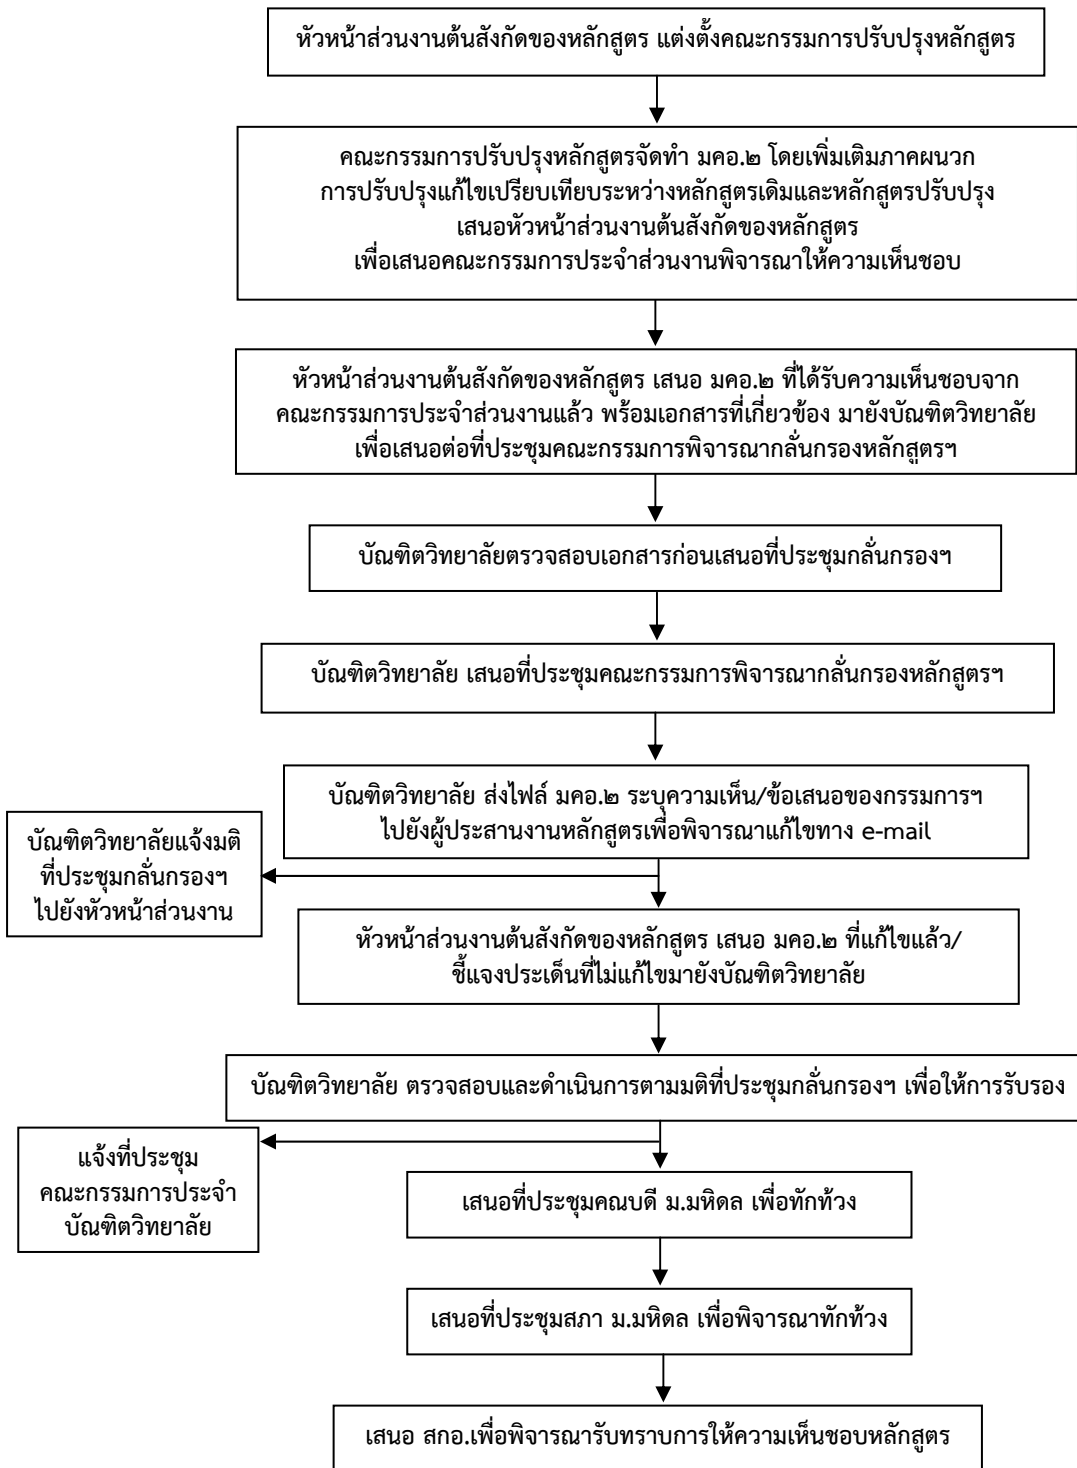 หัวหน้าส่วนงานต้นสังกัดของหลักสูตร แต่งตั้งคณะกรรมการปรับปรุงหลักสูตร
คณะกรรมการปรับปรุงหลักสูตรจัดทำ มคอ.๒ โดยเพิ่มเติมภาคผนวก
การปรับปรุงแก้ไขเปรียบเทียบระหว่างหลักสูตรเดิมและหลักสูตรปรับปรุง
เสนอหัวหน้าส่วนงานต้นสังกัดของหลักสูตร
เพื่อเสนอคณะกรรมการประจำส่วนงานพิจารณาให้ความเห็นชอบ
หัวหน้าส่วนงานต้นสังกัดของหลักสูตร เสนอ มคอ.๒ ที่ได้รับความเห็นชอบจาก
คณะกรรมการประจำส่วนงานแล้ว พร้อมเอกสารที่เกี่ยวข้อง มายังบัณฑิตวิทยาลัย
เพื่อเสนอต่อที่ประชุมคณะกรรมการพิจารณากลั่นกรองหลักสูตรฯ
บัณฑิตวิทยาลัยตรวจสอบเอกสารก่อนเสนอที่ประชุมกลั่นกรองฯ
บัณฑิตวิทยาลัย เสนอที่ประชุมคณะกรรมการพิจารณากลั่นกรองหลักสูตรฯ
บัณฑิตวิทยาลัย ส่งไฟล์ มคอ.๒ ระบุความเห็น/ข้อเสนอของกรรมการฯ
ไปยังผู้ประสานงานหลักสูตรเพื่อพิจารณาแก้ไขทาง e-mail
บัณฑิตวิทยาลัยแจ้งมติ
ที่ประชุมกลั่นกรองฯ
ไปยังหัวหน้าส่วนงาน
หัวหน้าส่วนงานต้นสังกัดของหลักสูตร เสนอ มคอ.๒ ที่แก้ไขแล้ว/
ชี้แจงประเด็นที่ไม่แก้ไขมายังบัณฑิตวิทยาลัย
บัณฑิตวิทยาลัย ตรวจสอบและดำเนินการตามมติที่ประชุมกลั่นกรองฯ เพื่อให้การรับรอง
แจ้งที่ประชุม
คณะกรรมการประจำ
บัณฑิตวิทยาลัย
เสนอที่ประชุมคณบดี ม.มหิดล เพื่อทักท้วง
เสนอที่ประชุมสภา ม.มหิดล เพื่อพิจารณาทักท้วง
เสนอ สกอ.เพื่อพิจารณารับทราบการให้ความเห็นชอบหลักสูตร